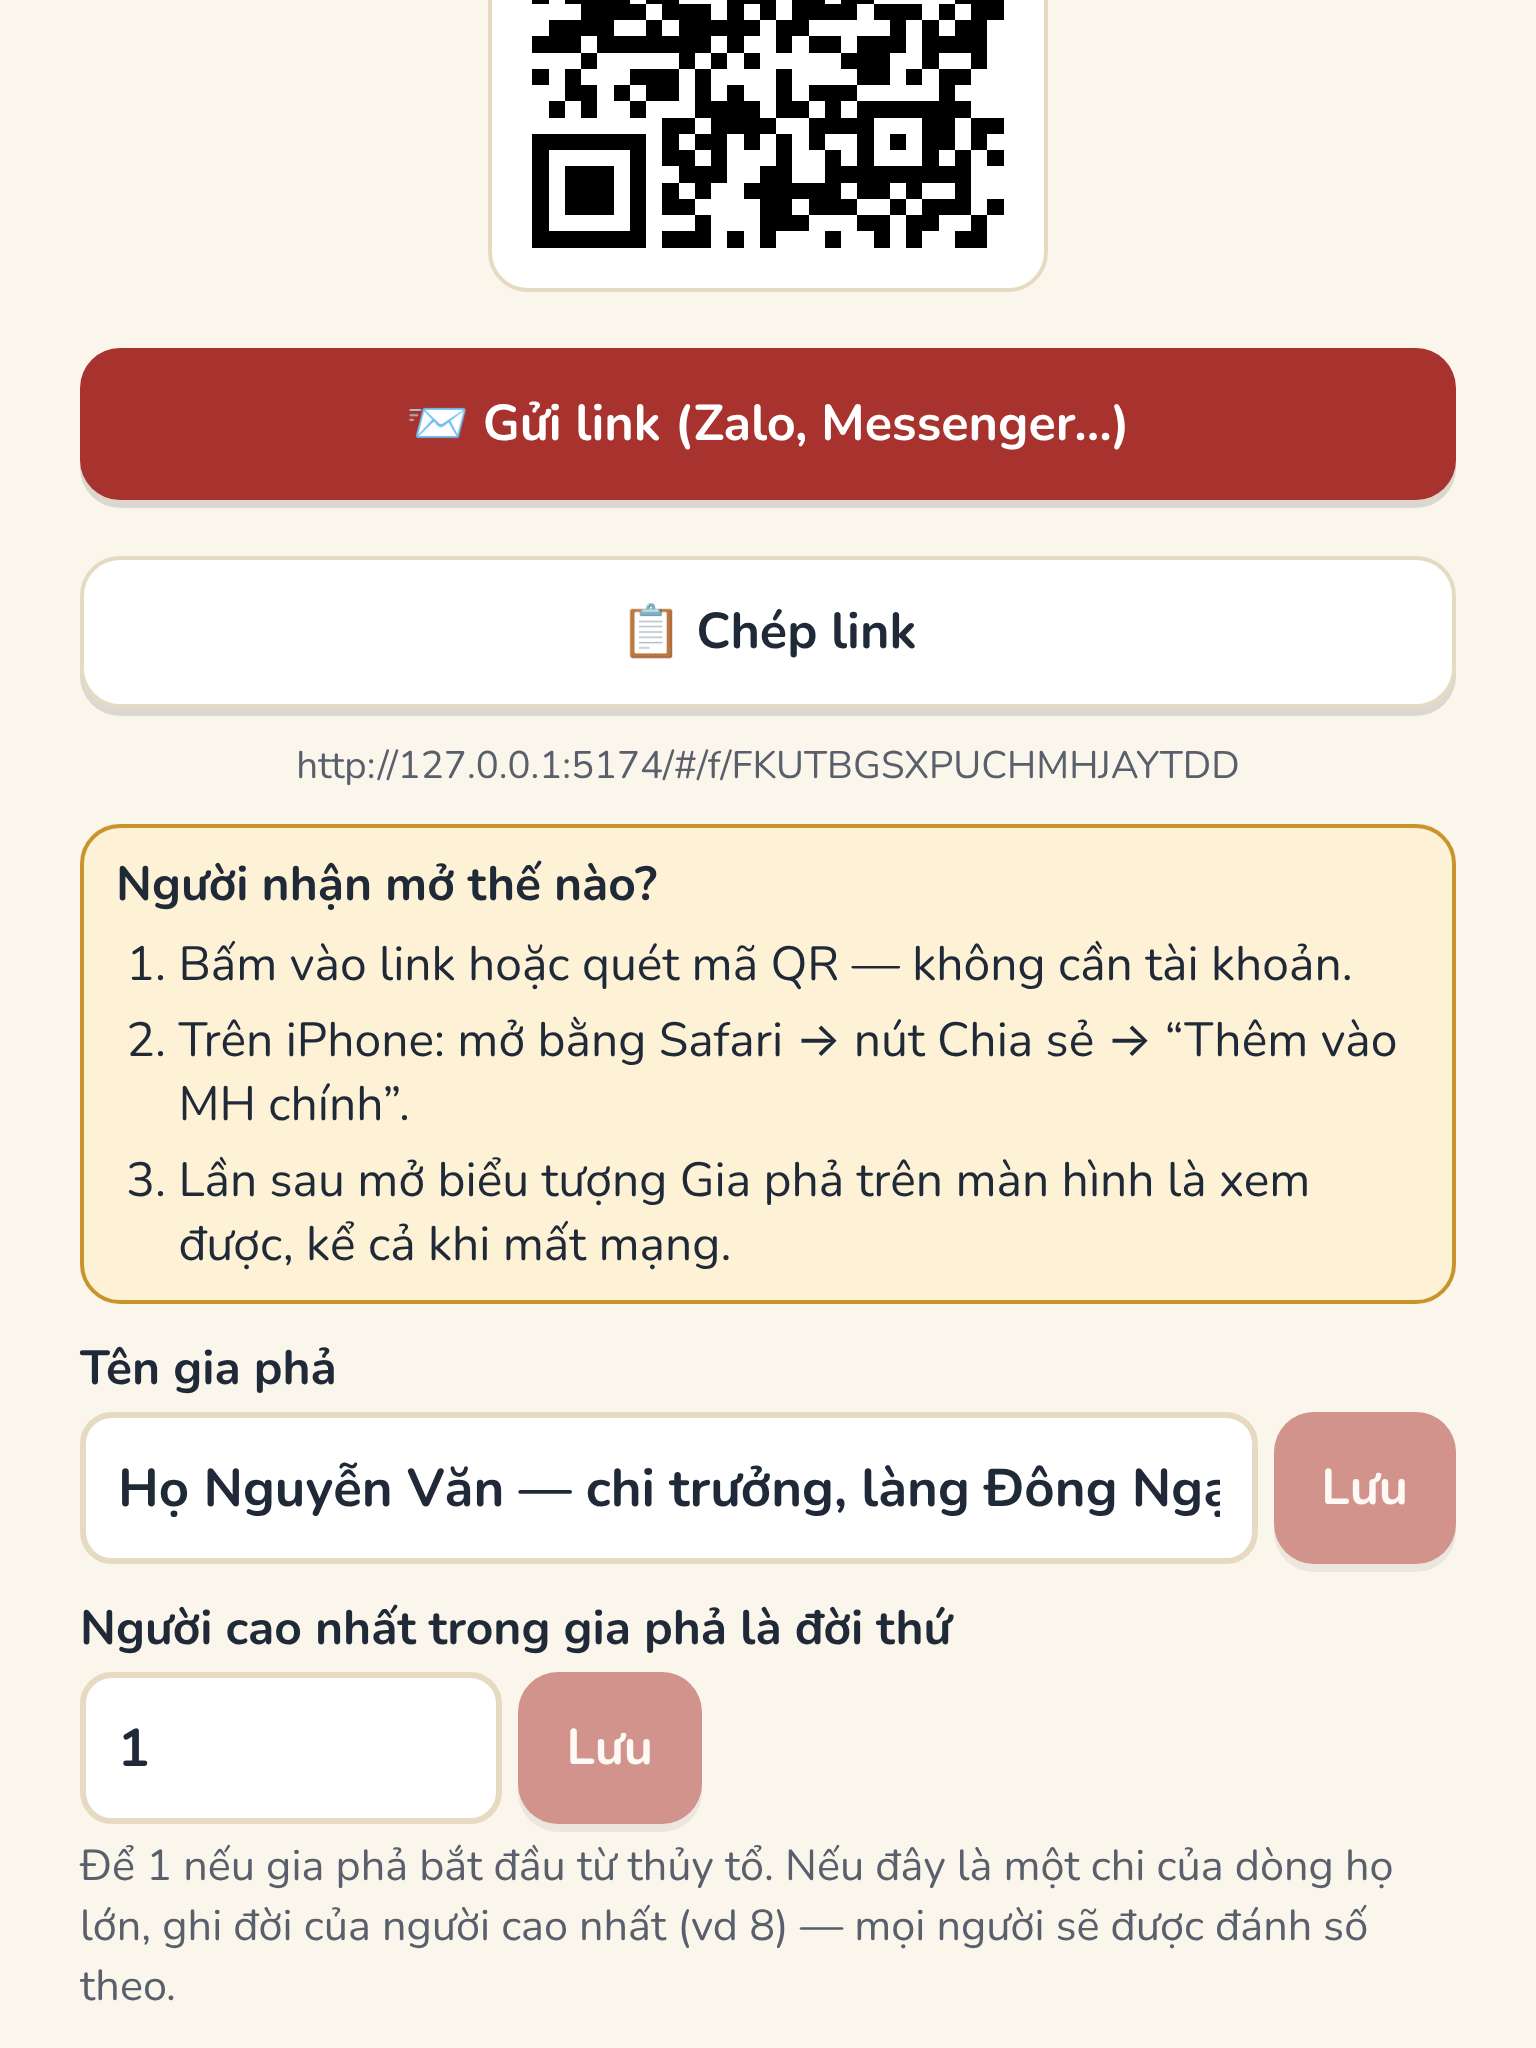 Gửi link (Zalo, Messenger...)
Chép link
http://127.0.0.1:5174/#/f/FKUTBGSXPUCHMHJAYTDD
Người nhận mở thế nào?
1. Bấm vào link hoặc quét mã QR — không cần tài khoản.
2. Trên iPhone: mở bằng Safari → nút Chia sẻ → “Thêm vào
MH chính”.
3. Lần sau mở biểu tượng Gia phả trên màn hình là xem
được, kể cả khi mất mạng.
Tên gia phả
Họ Nguyễn Văn — chi trưởng, làng Đông
Lưu
Người cao nhất trong gia phả là đời thứ
1
Lưu
Để 1 nếu gia phả bắt đầu từ thủy tổ. Nếu đây là một chi của dòng họ
lớn, ghi đời của người cao nhất (vd 8) — mọi người sẽ được đánh số
theo.